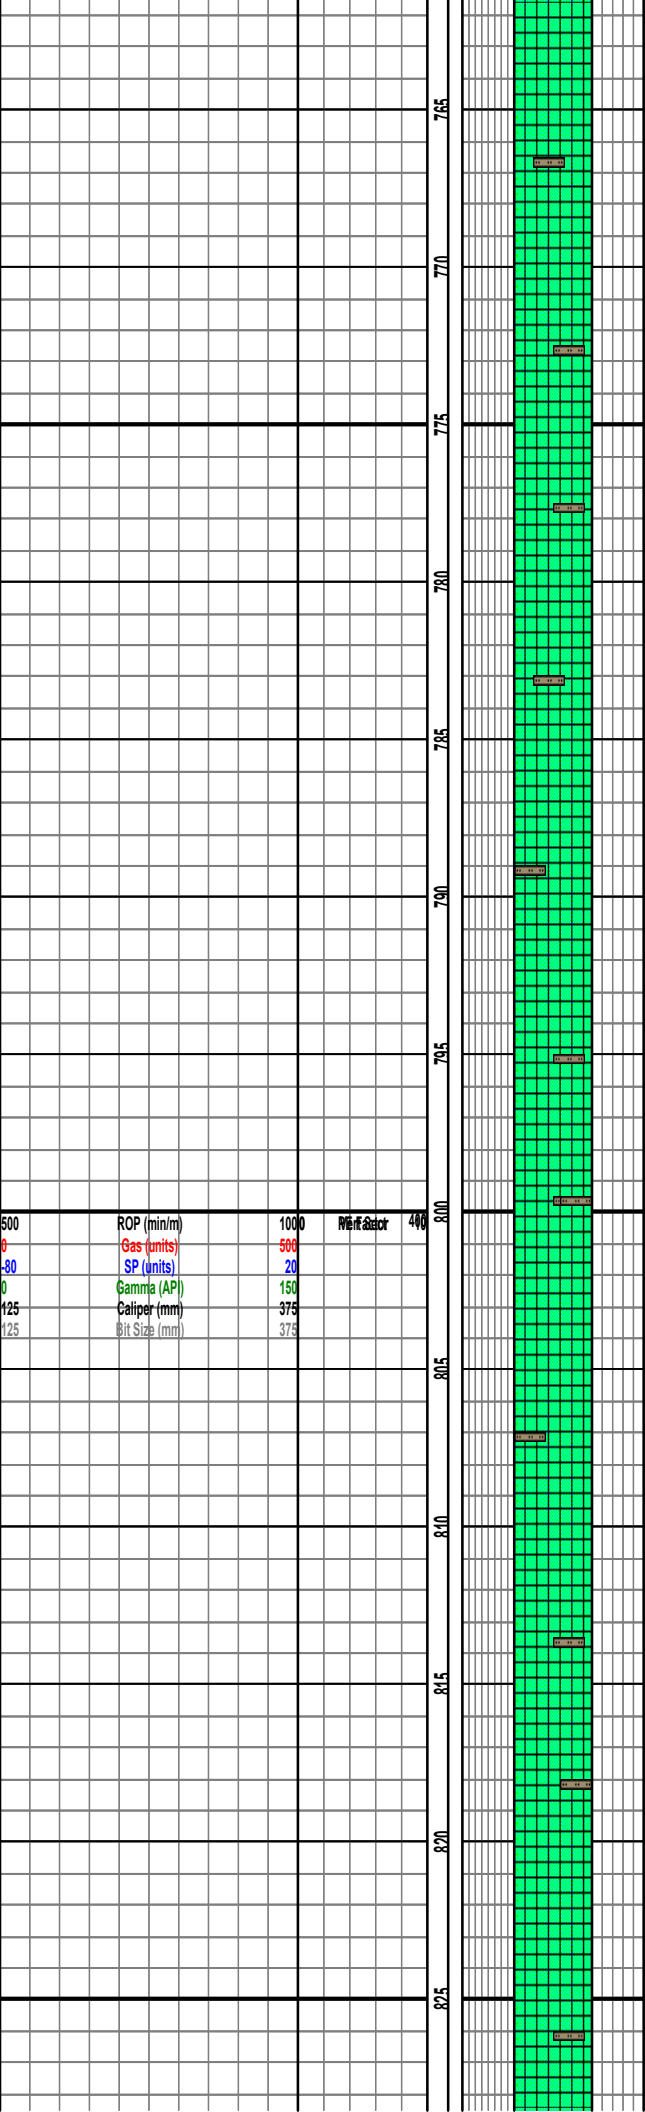 765
770
775
780
785
790
795
800
500 ROP (min/m) 1000
0 Gas (units) 500
-80 SP (units) 20
0 Gamma (API) 150
125 Caliper (mm) 375
125 Bit Size (mm) 375
805
810
815
820
825